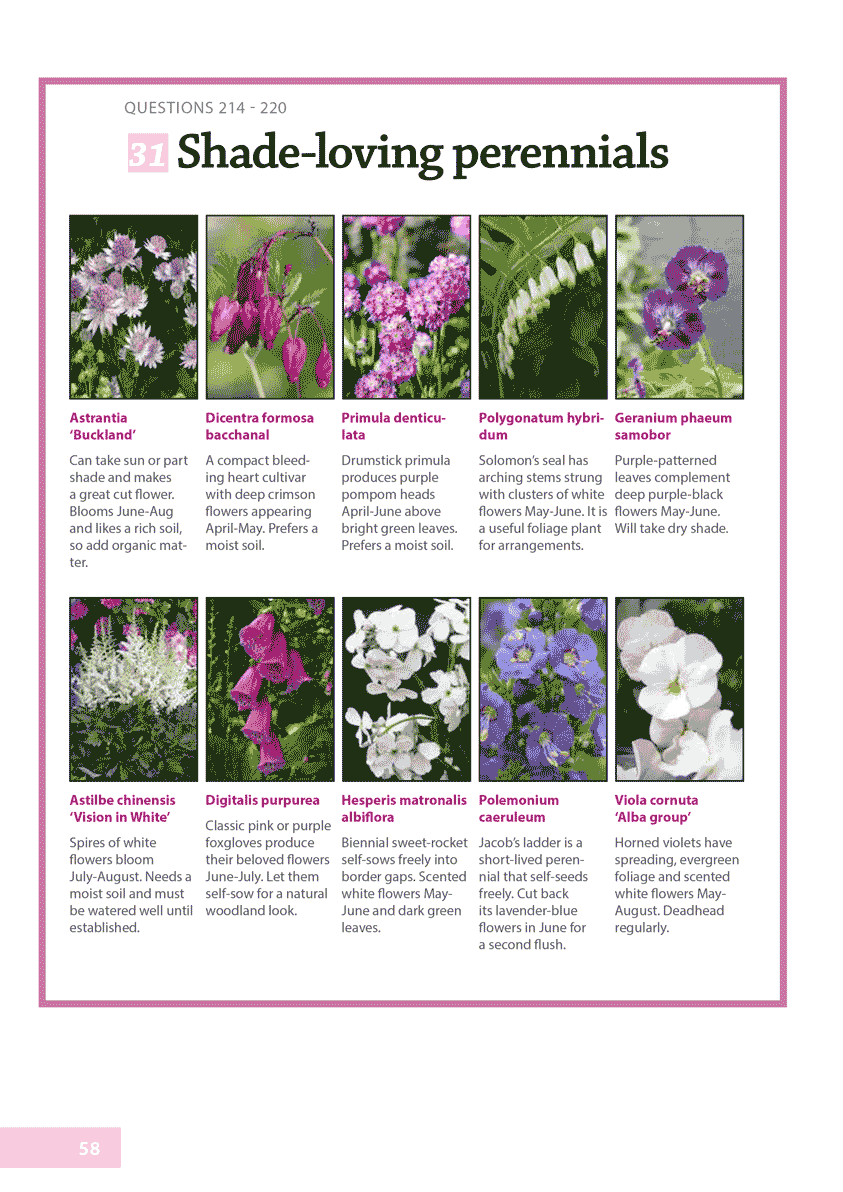 QUESTIONS 214 - 220
31 Shade-loving perennials
Astrantia
‘Buckland’
Can take sun or part
shade and makes
a great cut flower.
Blooms June-Aug
and likes a rich soil,
so add organic mat-
ter.
Dicentra formosa
bacchanal
A compact bleed-
ing heart cultivar
with deep crimson
flowers appearing
April-May. Prefers a
moist soil.
Primula denticu-
lata
Drumstick primula
produces purple
pompom heads
April-June above
bright green leaves.
Prefers a moist soil.
Polygonatum hybri-
dum
Solomon’s seal has
arching stems strung
with clusters of white
flowers May-June. It is
a useful foliage plant
for arrangements.
Geranium phaeum
samobor
Purple-patterned
leaves complement
deep purple-black
flowers May-June.
Will take dry shade.
Astilbe chinensis
‘Vision in White’
Spires of white
flowers bloom
July-August. Needs a
moist soil and must
be watered well until
established.
Digitalis purpurea
Classic pink or purple
foxgloves produce
their beloved flowers
June-July. Let them
self-sow for a natural
woodland look.
Hesperis matronalis
albiflora
Biennial sweet-rocket
self-sows freely into
border gaps. Scented
white flowers May-
June and dark green
leaves.
Polemonium
caeruleum
Jacob’s ladder is a
short-lived peren-
nial that self-seeds
freely. Cut back
its lavender-blue
flowers in June for
a second flush.
Viola cornuta
‘Alba group’
Horned violets have
spreading, evergreen
foliage and scented
white flowers May-
August. Deadhead
regularly.
58